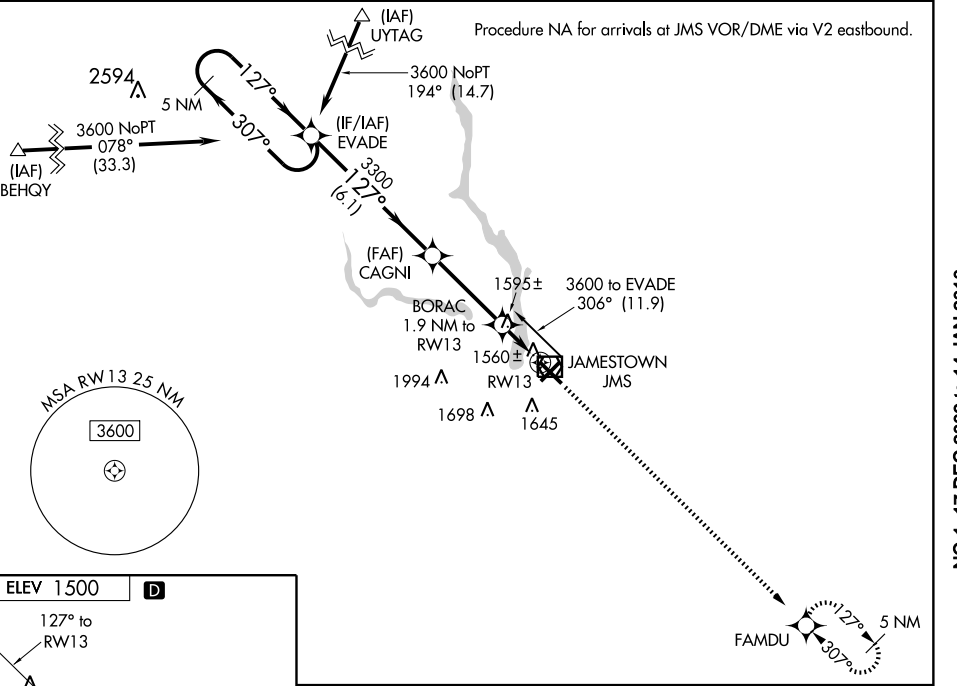 (IAF)
UYTAG
Procedure NA for arrivals at JMS VOR/DME via V2 eastbound.
3600 NoPT
194° (14.7)
2594
5 NM
127°
307°
(IF/IAF)
EVADE
3600 NoPT
078°
(33.3)
(IAF)
BEHQY
3300
127°
(6.1)
(FAF)
CAGNI
1595±
3600 to EVADE
306° (11.9)
BORAC
1.9 NM to
RW13
1560±
JAMESTOWN
JMS
RW13
1994
1698
1645
MSA RW13 25 NM
3600
ELEV 1500
D
127° to
RW13
FAMDU
127°
307°
5 NM